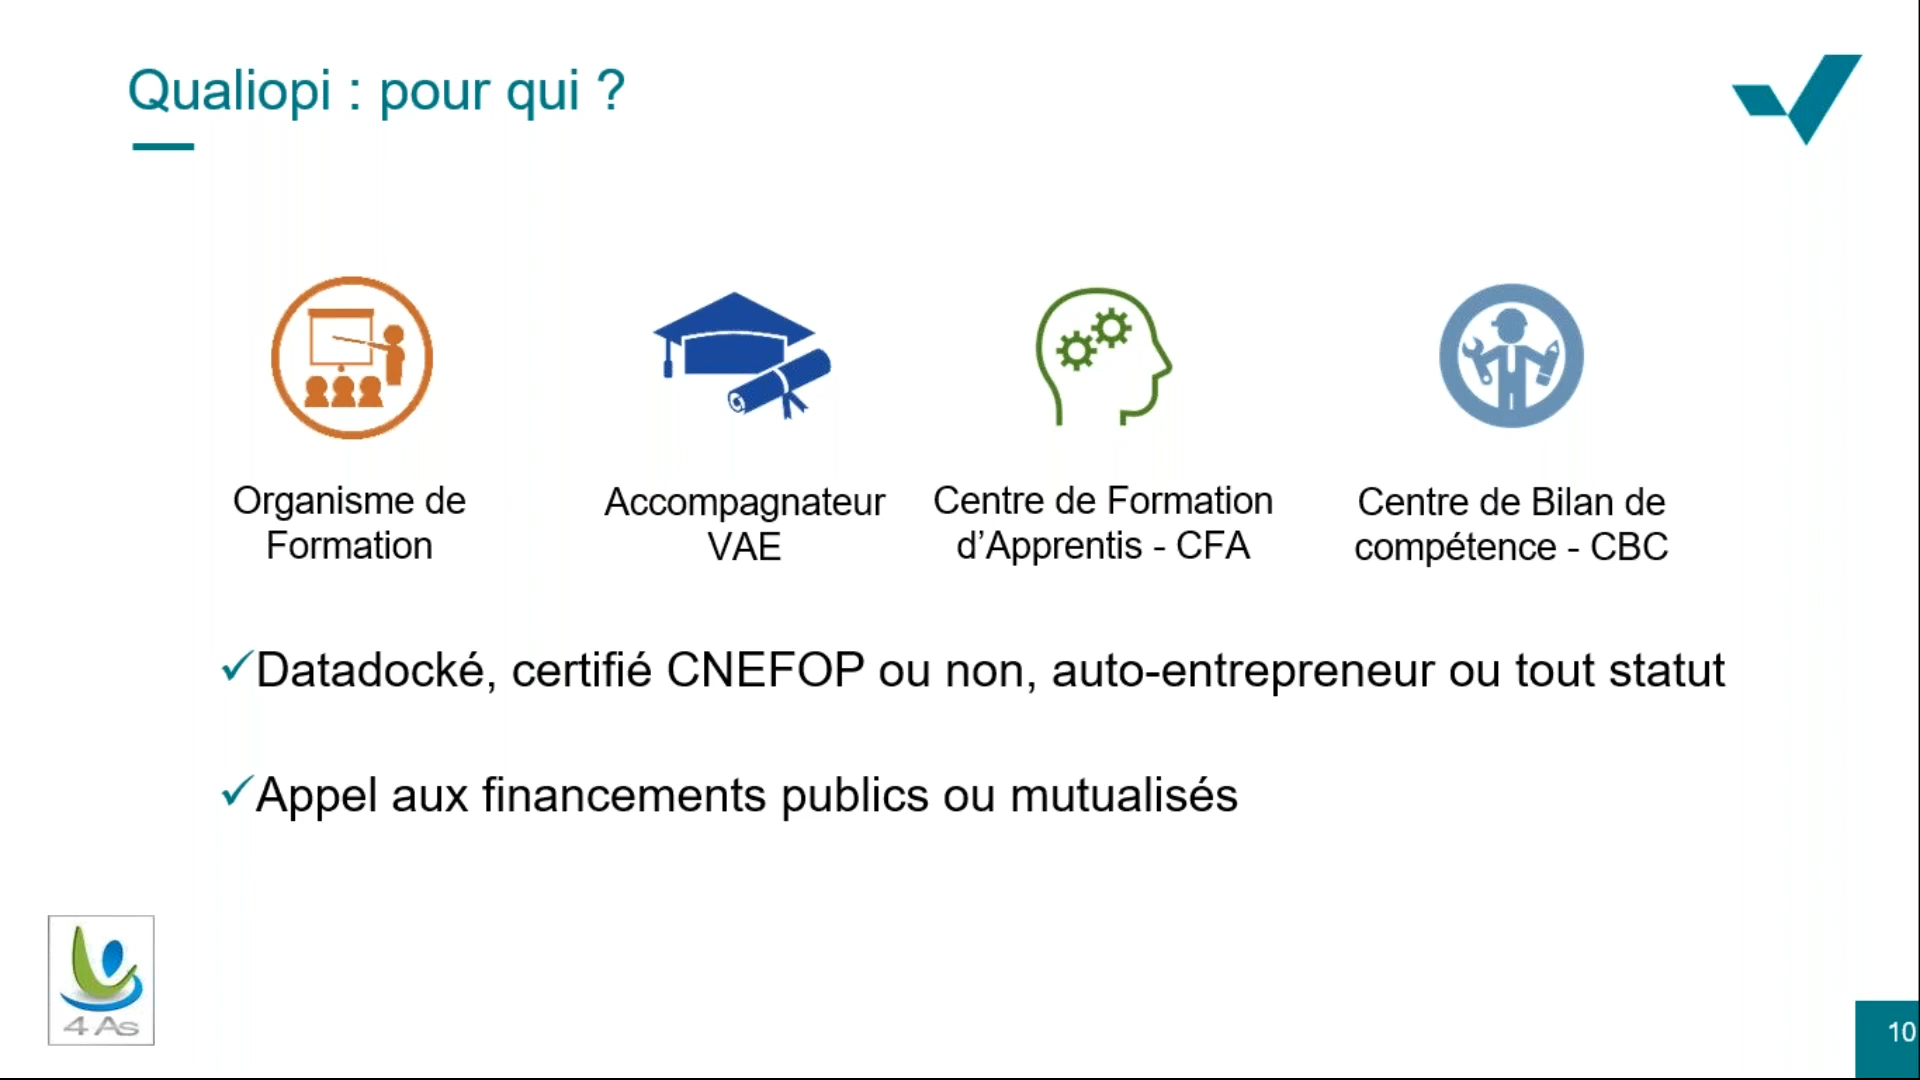 Qualiopi : pour qui ?
Organisme de
Formation
Accompagnateur
VAE
Centre de Formation
d’Apprentis - CFA
Centre de Bilan de
compétence - CBC
Datadocké, certifié CNEFOP ou non, auto-entrepreneur ou tout statut
Appel aux financements publics ou mutualisés
4 As
10